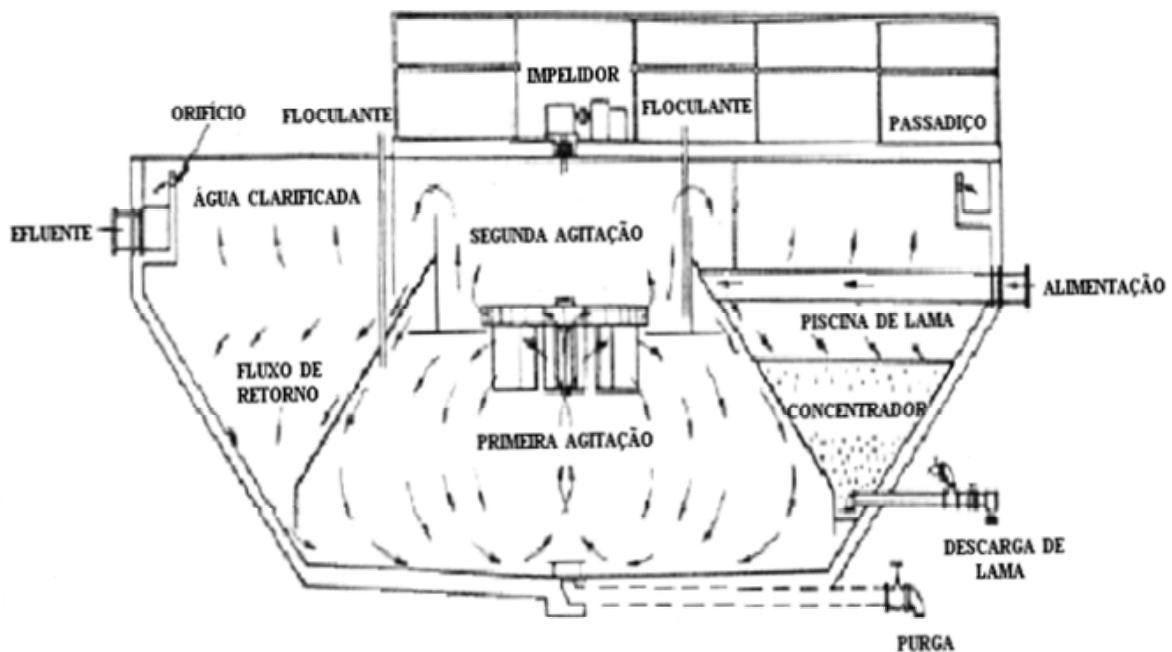 IMPELIDOR
ORIFÍCIO
FLOCULANTE
FLOCULANTE
PASSADIÇO
ÁGUA CLARIFICADA
EFLUENTE
SEGUNDA AGITAÇÃO
ALIMENTAÇÃO
PISCINA DE LAMA
FLUXO DE
RETORNO
CONCENTRADOR
PRIMEIRA AGITAÇÃO
DESCARGA DE
LAMA
PURGA